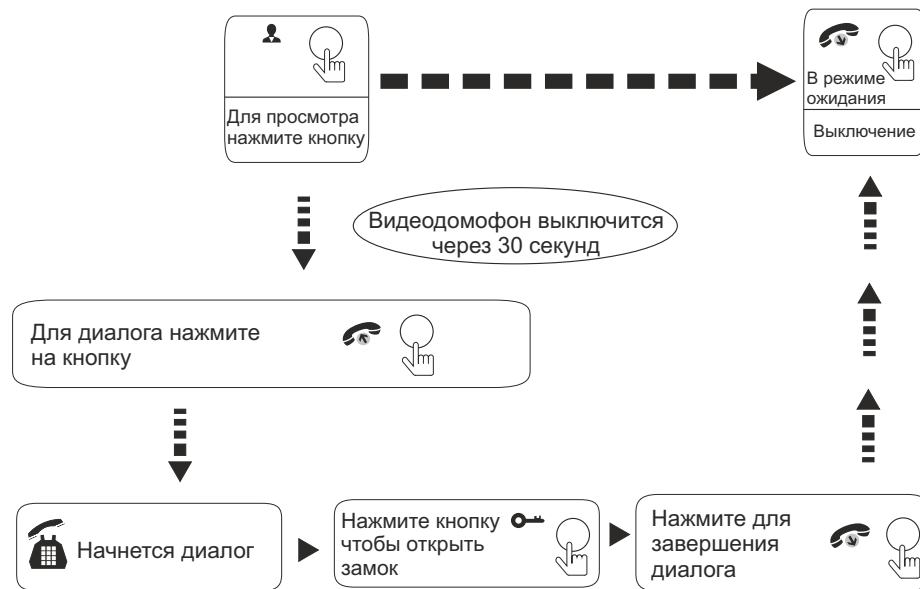 Для просмотра
нажмите кнопку
В режиме
ожидания
Выключение
Видеодомофон выключится
через 30 секунд
Для диалога нажмите
на кнопку
Начнется диалог
Нажмите кнопку
чтобы открыть
замок
Нажмите для
завершения
диалога